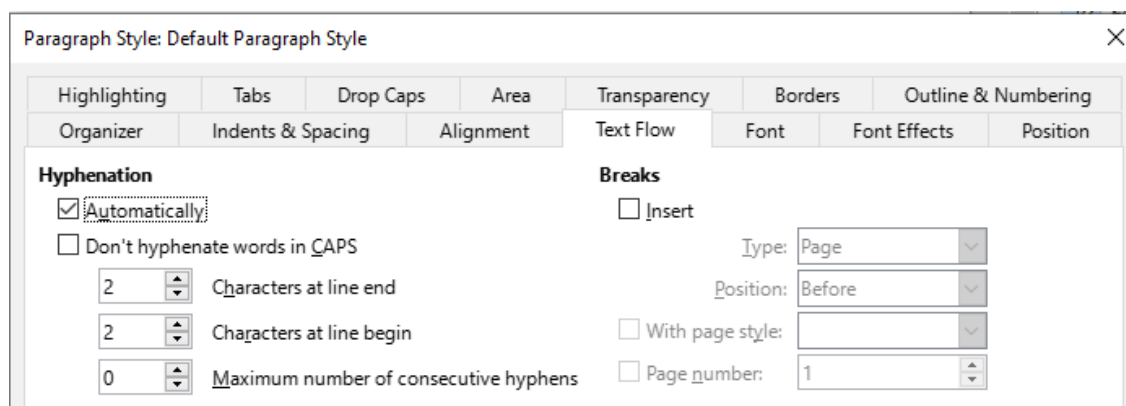 Paragraph Style: Default Paragraph Style
Highlighting Tabs Drop Caps Area Transparency Borders Outline & Numbering
Organizer Indents & Spacing Alignment Text Flow Font Font Effects Position
Hyphenation
Automatically
Don't hyphenate words in CAPS
2 Characters at line end
2 Characters at line begin
0 Maximum number of consecutive hyphens
Breaks
Insert
Type: Page
Position: Before
With page style:
Page number: 1